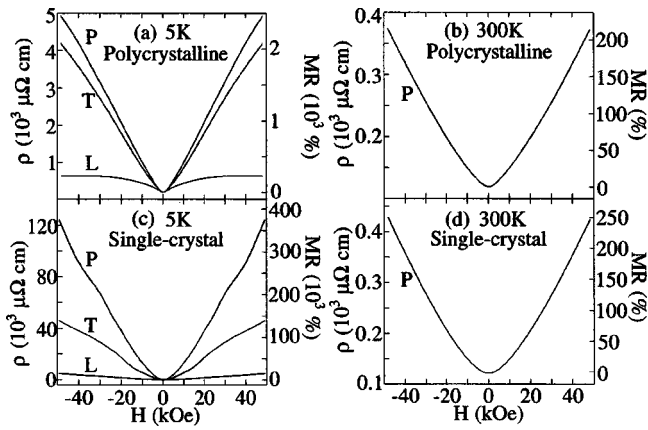 (a) 5K
Polycrystalline
P
T
L
5
4
3
2
1
ρ (10³ μΩ cm)
2
1
0
MR (10³ %)
(b) 300K
Polycrystalline
P
0.4
0.3
0.2
ρ (10³ μΩ cm)
200
150
100
50
0
MR (%)
(c) 5K
Single-crystal
P
T
L
120
80
40
0
ρ (10³ μΩ cm)
400
300
200
100
0
MR (10³ %)
-40 -20 0 20 40
H (kOe)
(d) 300K
Single-crystal
P
0.4
0.3
0.2
0.1
ρ (10³ μΩ cm)
250
200
150
100
50
0
MR (%)
-40 -20 0 20 40
H (kOe)